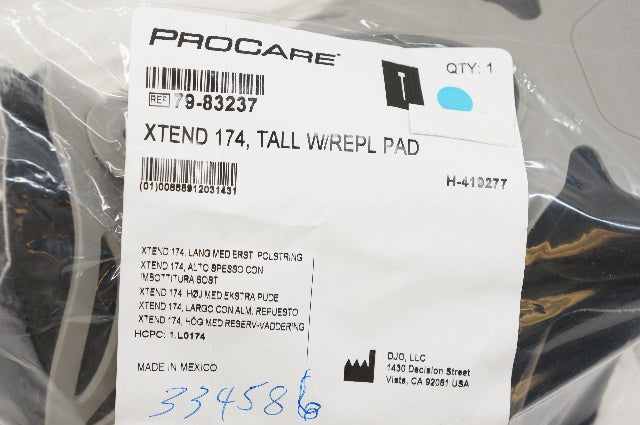 PROCARE®
QTY: 1
REF 79-83237
XTEND 174, TALL W/REPL PAD
(01)00888912031431
H-419277
XTEND 174, LANG MED ERST. POLSTRING
XTEND 174, ALTO SPESSO CON
IMBOTTITURA SOST
XTEND 174, HØJ MED EKSTRA PUDE
XTEND 174, LARGO CON ALM. REPUESTO
XTEND 174, HÖG MED RESERV-VADDERING
HCPC: 1.L0174
MADE IN MEXICO
DJO, LLC
1430 Decision Street
Vista, CA 92081 USA
334586